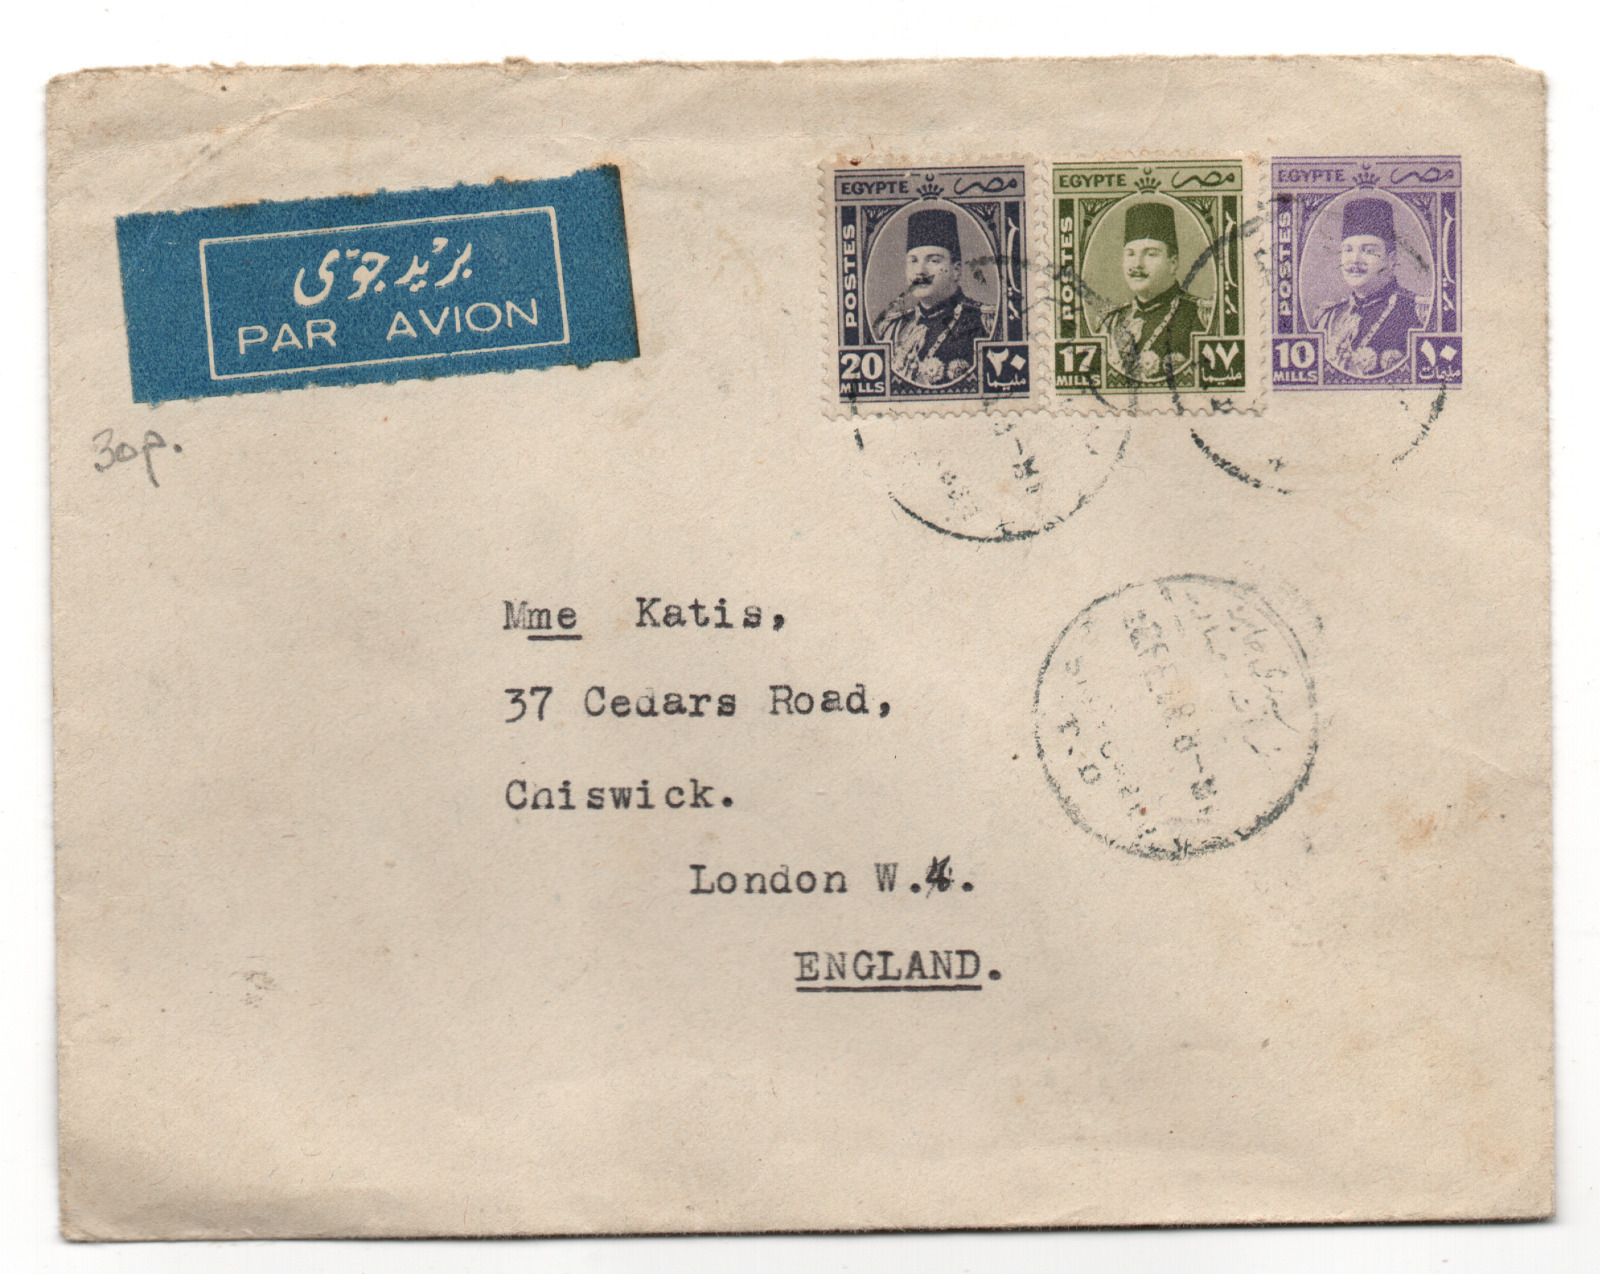 بريد جوّى
PAR AVION
EGYPTE مصر
POSTES
20 ٢٠
MILLS مليما
EGYPTE مصر
POSTES
17 ١٧
MILLS مليما
EGYPTE مصر
POSTES
10 ١٠
MILLS مليمات
30p.
Mme Katis,
37 Cedars Road,
Chiswick.
London W.4.
ENGLAND.
T.D